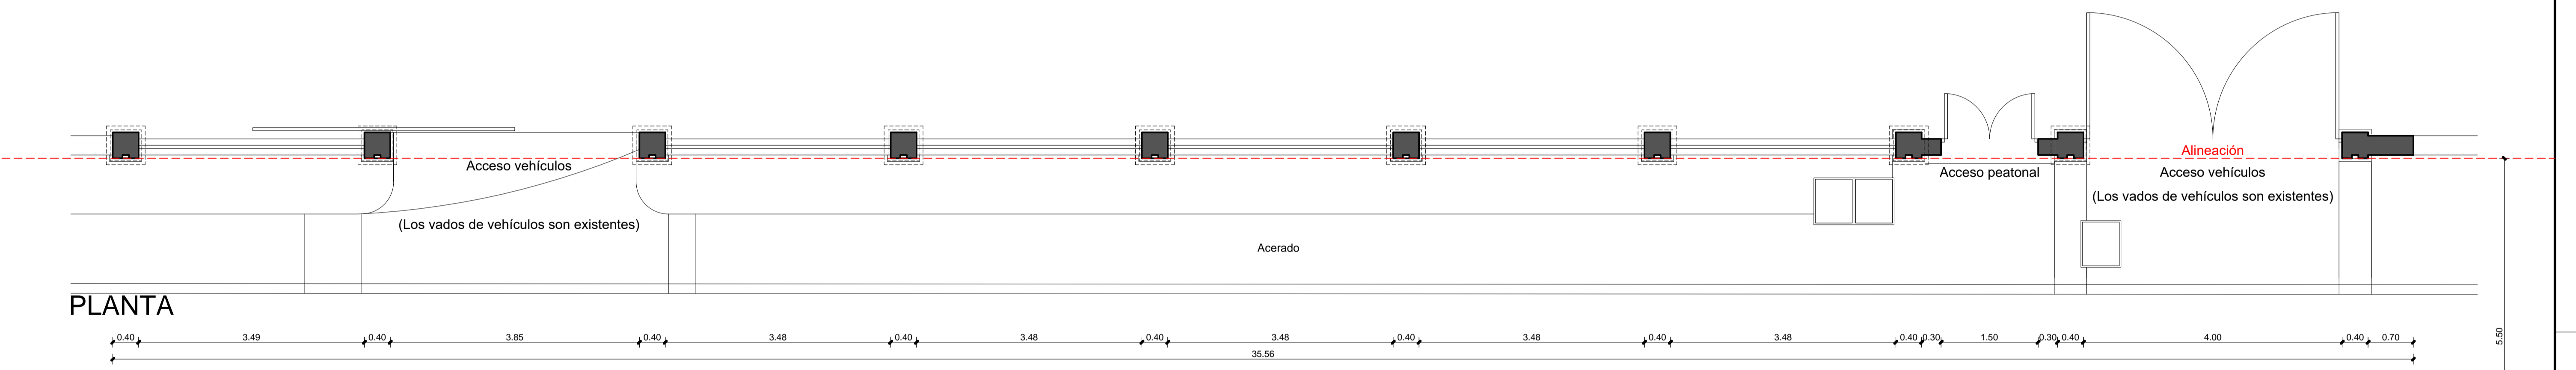 Alineación
Acceso vehículos
Acceso peatonal
Acceso vehículos
(Los vados de vehículos son existentes)
(Los vados de vehículos son existentes)
Acerado
PLANTA
0.40 3.49 0.40 3.85 0.40 3.48 0.40 3.48 0.40 3.48 0.40 3.48 0.40 3.48 0.40 0.30 1.50 0.30 0.40 4.00 0.40 0.70
35.56
5.50